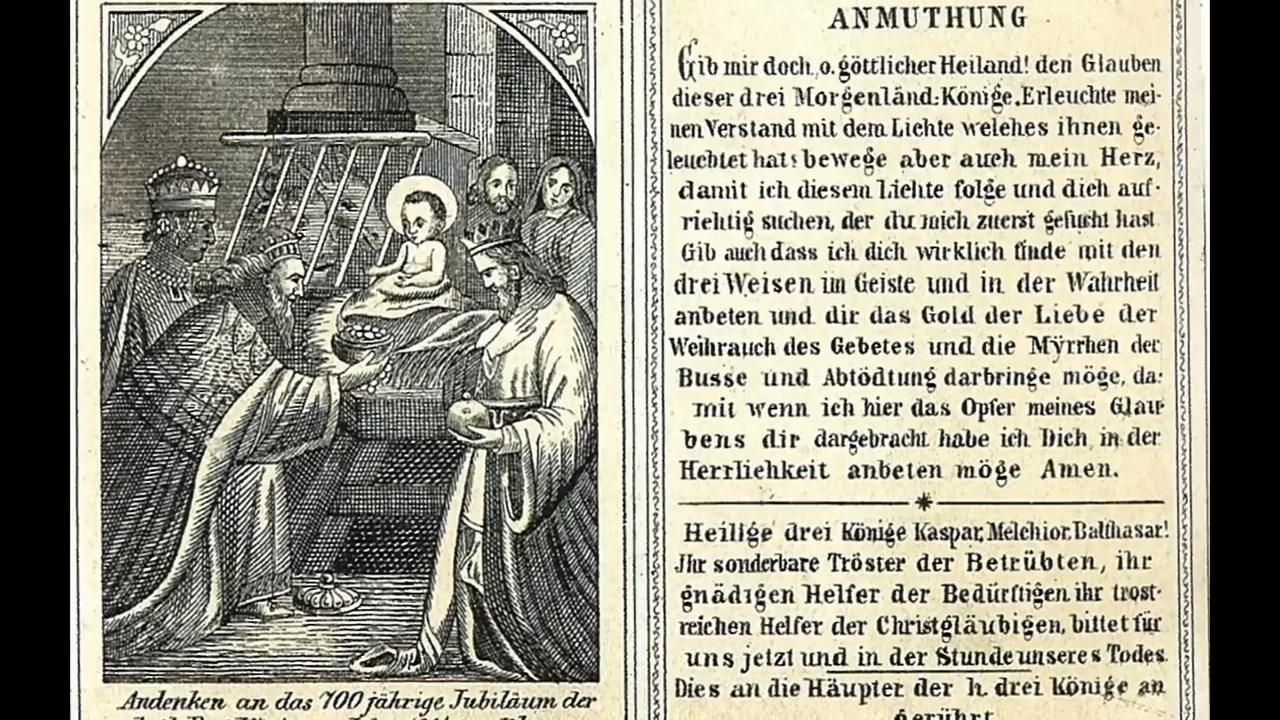 ANMUTHUNG
Gib mir doch, o. göttlicher Heiland! den Glauben
dieser drei Morgenländ:Könige. Erleuchte mei-
nen Verstand mit dem Lichte welches ihnen ge-
leuchtet hat: bewege aber auch mein Herz,
damit ich diesem Lichte folge und dich auf-
richtig suchen, der du mich zuerst gesucht hast
Gib auch dass ich dich wirklich finde mit den
drei Weisen im Geiste und in der Wahrheit
anbeten und dir das Gold der Liebe der
Weihrauch des Gebetes und die Mÿrrhen der
Busse und Abtödtung darbringe möge, da-
mit wenn ich hier das Opfer meines Glau
bens dir dargebracht habe ich Dich in der
Herrlichkeit anbeten möge Amen.
Heilige drei Könige Kaspar, Melchior, Balthasar!
Ihr sonderbare Tröster der Betrübten, ihr
gnädigen Helfer der Bedürftigen ihr trost-
reichen Helfer der Christgläubigen, bittet für
uns jetzt und in der Stunde unseres Todes.
Dies an die Häupter der h. drei Könige an
gerührt
Andenken an das 700 jährige Jubiläum der